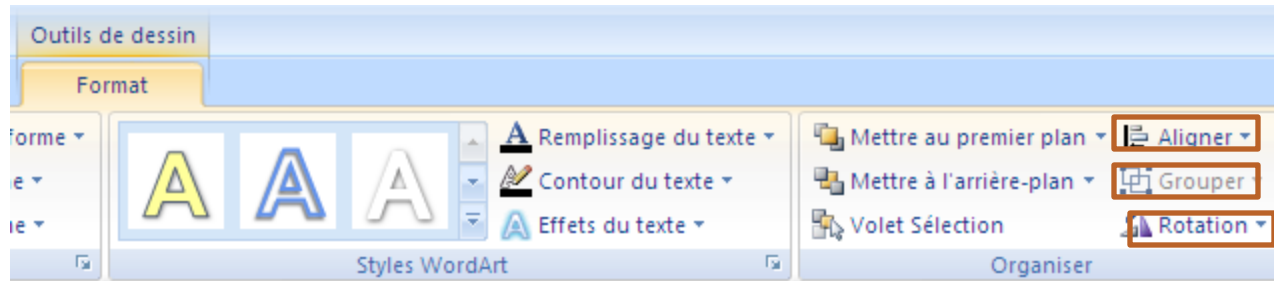 Outils de dessin
Format
forme
e
ne
A A A
Remplissage du texte
Contour du texte
Effets du texte
Styles WordArt
Mettre au premier plan
Mettre à l'arrière-plan
Volet Sélection
Aligner
Grouper
Rotation
Organiser